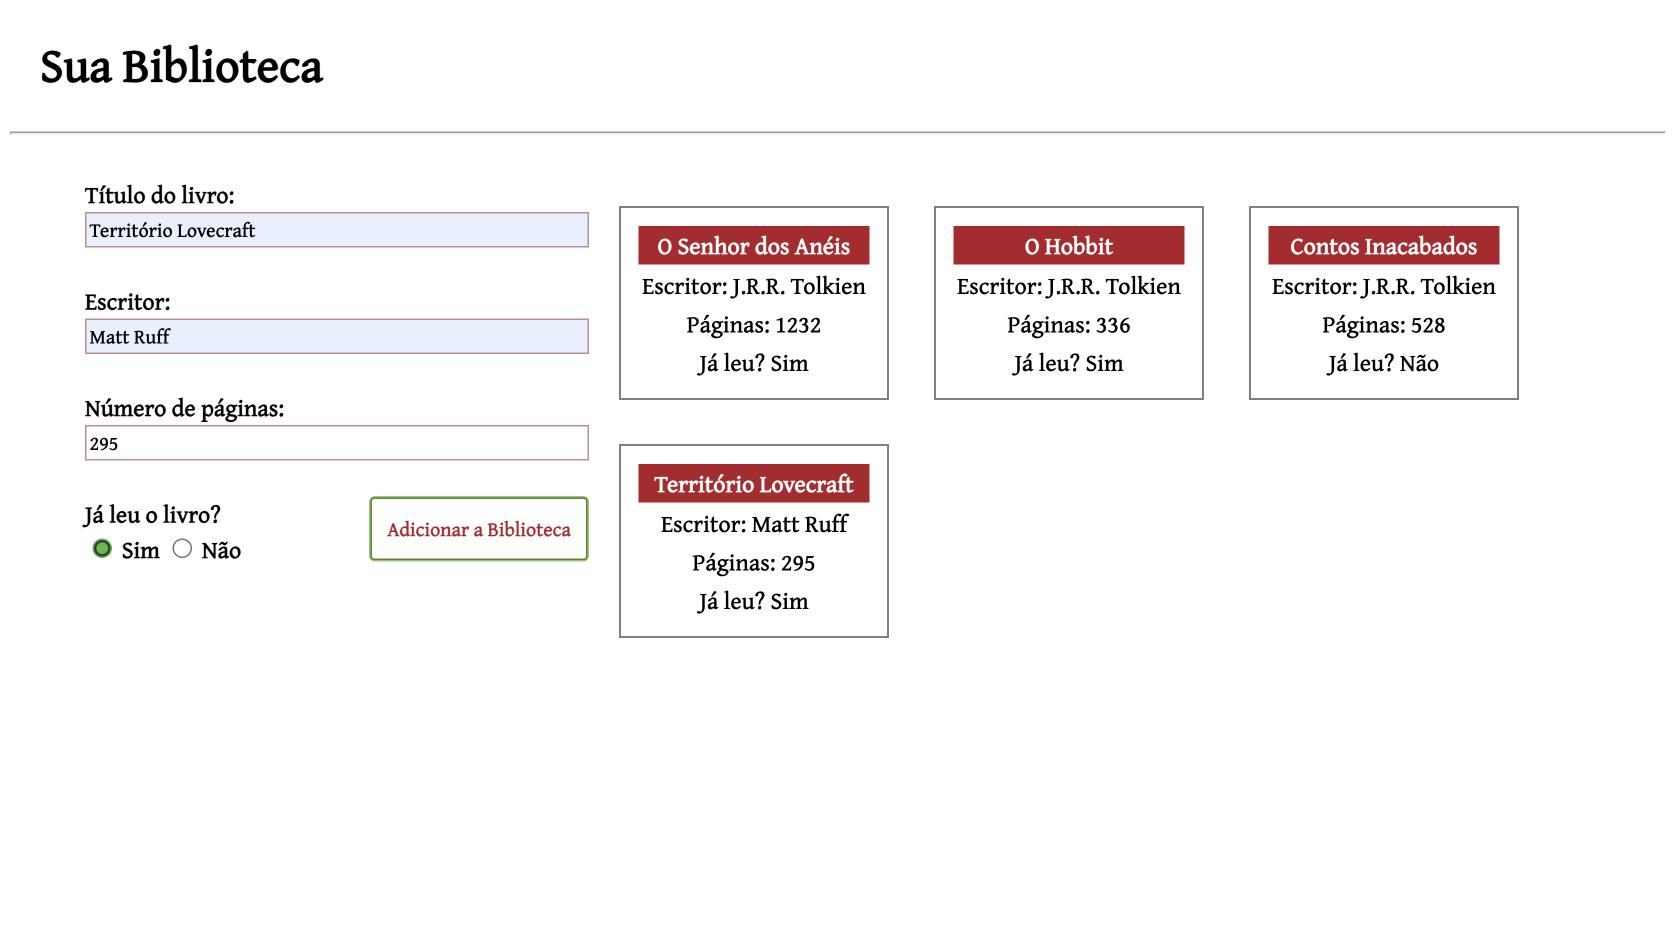 Sua Biblioteca
Título do livro:
Território Lovecraft
Escritor:
Matt Ruff
Número de páginas:
295
Já leu o livro?
Sim
Não
Adicionar a Biblioteca
O Senhor dos Anéis
Escritor: J.R.R. Tolkien
Páginas: 1232
Já leu? Sim
O Hobbit
Escritor: J.R.R. Tolkien
Páginas: 336
Já leu? Sim
Contos Inacabados
Escritor: J.R.R. Tolkien
Páginas: 528
Já leu? Não
Território Lovecraft
Escritor: Matt Ruff
Páginas: 295
Já leu? Sim